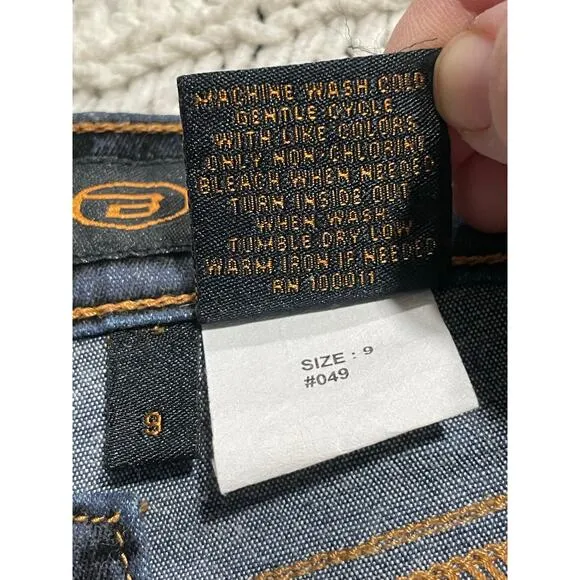 MACHINE WASH COLD
GENTLE CYCLE
WITH LIKE COLORS
ONLY NON CHLORINE
BLEACH WHEN NEEDED
TURN INSIDE OUT
WHEN WASH
TUMBLE DRY LOW
WARM IRON IF NEEDED
RN 100011
SIZE : 9
#049
9